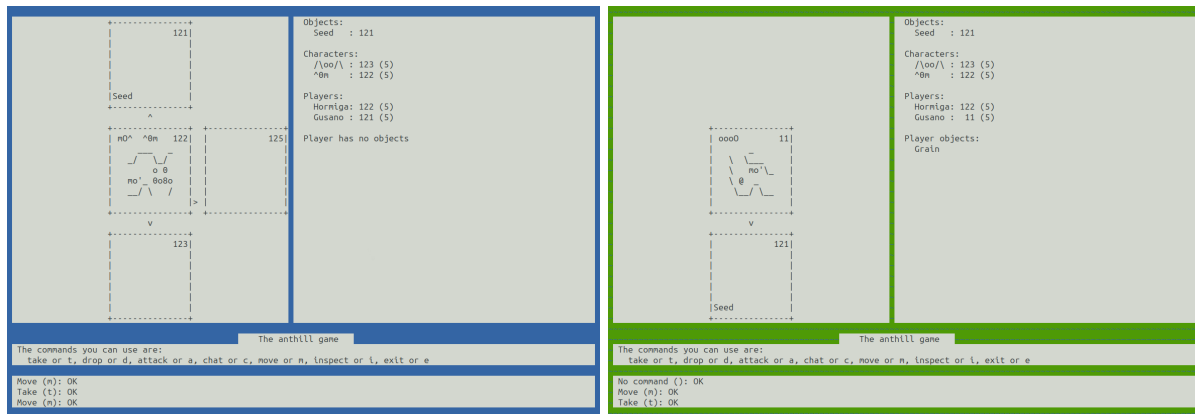 121|
Seed
^
mO^ ^0m 122|
___ _
_/ \_/
o 0
mo'_ 0o8o
__/ \ /
>
125|
v
123|
Objects:
Seed : 121
Characters:
/\oo/\ : 123 (5)
^0m : 122 (5)
Players:
Hormiga: 122 (5)
Gusano : 121 (5)
Player has no objects
The anthill game
The commands you can use are:
take or t, drop or d, attack or a, chat or c, move or m, inspect or i, exit or e
Move (m): OK
Take (t): OK
Move (m): OK
oooO 11|
_
\ \___
\ mo'\_
\ @ _
\__/ \__
v
121|
Seed
Objects:
Seed : 121
Characters:
/\oo/\ : 123 (5)
^0m : 122 (5)
Players:
Hormiga: 122 (5)
Gusano : 11 (5)
Player objects:
Grain
The anthill game
The commands you can use are:
take or t, drop or d, attack or a, chat or c, move or m, inspect or i, exit or e
No command (): OK
Move (m): OK
Take (t): OK